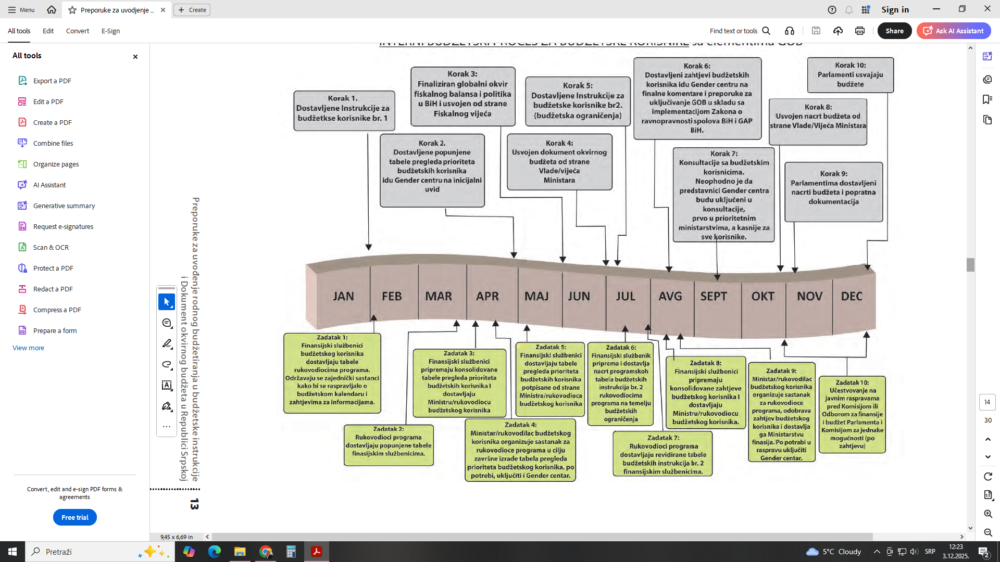 Menu
Preporuke za uvodjenje ...
Create
Sign in
All tools
Edit
Convert
E-Sign
Find text or tools
Share
Ask AI Assistant
All tools
Export a PDF
Edit a PDF
Create a PDF
Combine files
Organize pages
AI Assistant
Generative summary
Request e-signatures
Scan & OCR
Protect a PDF
Redact a PDF
Compress a PDF
Prepare a form
View more
Convert, edit and e-sign PDF forms &
agreements
Free trial
Preporuke za uvođenje rodnog budžetiranja u budžetske instrukcije
i Dokument okvirnog budžeta u Republici Srpskoj
13
INTERNI BUDŽETSKI PROCES ZA BUDŽETSKE KORISNIKE sa elementima GOB
Korak 1.
Dostavljene Instrukcije za
budžetkse korisnike br. 1
Korak 2.
Dostavljene popunjene
tabele pregleda prioriteta
budžetskih korisnika
idu Gender centru na inicijalni
uvid
Korak 3:
Finaliziran globalni okvir
fiskalnog balansa i politika
u BiH i usvojen od strane
Fiskalnog vijeća
Korak 4:
Usvojen dokument okvirnog
budžeta od strane
Vlade/vijeća
Ministara
Korak 5:
Dostavljene Instrukcije za
budžetske korisnike br2.
(budžetska ograničenja)
Korak 6:
Dostavljeni zahtjevi budžetskih
korisnika idu Gender centru na
finalne komentare i preporuke za
uključivanje GOB u skladu sa
implementacijom Zakona o
ravnopravnosti spolova BiH i GAP
BiH.
Korak 7:
Konsultacije sa budžetskim
korisnicima.
Neophodno je da
predstavnici Gender centra
budu uključeni u
konsultacije,
prvo u prioritetnim
ministarstvima, a kasnije za
sve korisnike.
Korak 8:
Usvojen nacrt budžeta od
strane Vlade/Vijeća Ministara
Korak 9:
Parlamentima dostavljeni
nacrti budžeta i popratna
dokumentacija
Korak 10:
Parlamenti usvajaju
budžete
JAN FEB MAR APR MAJ JUN JUL AVG SEPT OKT NOV DEC
Zadatak 1:
Finansijski službenici
budžetskog korisnika
dostavljaju tabele
rukovodiocima programa.
Održavaju se zajednički sastanci
kako bi se raspravljalo o
budžetskom kalendaru i
zahtjevima za informacijama.
Zadatak 2:
Rukovodioci programa
dostavljaju popunjene tabele
finasijskim službenicima.
Zadatak 3:
Finansijski službenici
pripremaju konsolidovane
tabele pregleda prioriteta
budžetskih korisnika I
dostavljaju
Ministru/rukovodiocu
budžetskog korisnika
Zadatak 4:
Ministar/rukovodilac budžetskog
korisnika organizuje sastanak za
rukovodioce programa u cilju
završne izrade tabela pregleda
prioriteta budžetskog korisnika, po
potrebi, uključiti i Gender centar.
Zadatak 5:
Finansijski službenici
dostavljaju tabele
pregleda prioriteta
budžetskih korisnika
potpisane od strane
Ministra/rukovodioca
budžetskog korisnika
Zadatak 6:
Finansijski službenik
priprema i dostavlja
nacrt programskoh
tabela budžetskih
instrukcija br. 2
rukovodiocima
programa na temelju
budžetskih
ograničenja
Zadatak 7:
Rukovodioci programa
dostavljaju revidirane tabele
budžetskih instrukcija br. 2
finansijskim službenicima.
Zadatak 8:
Finansijski službenici
pripremaju
konsolidovane zahtjeve
budžetskog korisnika I
dostavljaju
Ministru/rukovodiocu
budžetskog korisnika.
Zadatak 9:
Ministar/rukovodilac
budžetskog korisnika
organizuje sastanak
za rukovodioce
programa, odobrava
zahtjev budžetskog
korisnika i dostavlja
ga Ministarstvu
finasija. Po potrebi u
raspravu uključiti
Gender centar.
Zadatak 10:
Učestvovanje na
javnim raspravama
pred Komisijom ili
Odborom za finansije
i budžet Parlamenta i
Komisijom za jednake
mogućnosti (po
zahtjevu)
14
30
9,45 x 6,69 in
Pretraži
5°C Cloudy
SRP
12:23
3.12.2025.
2